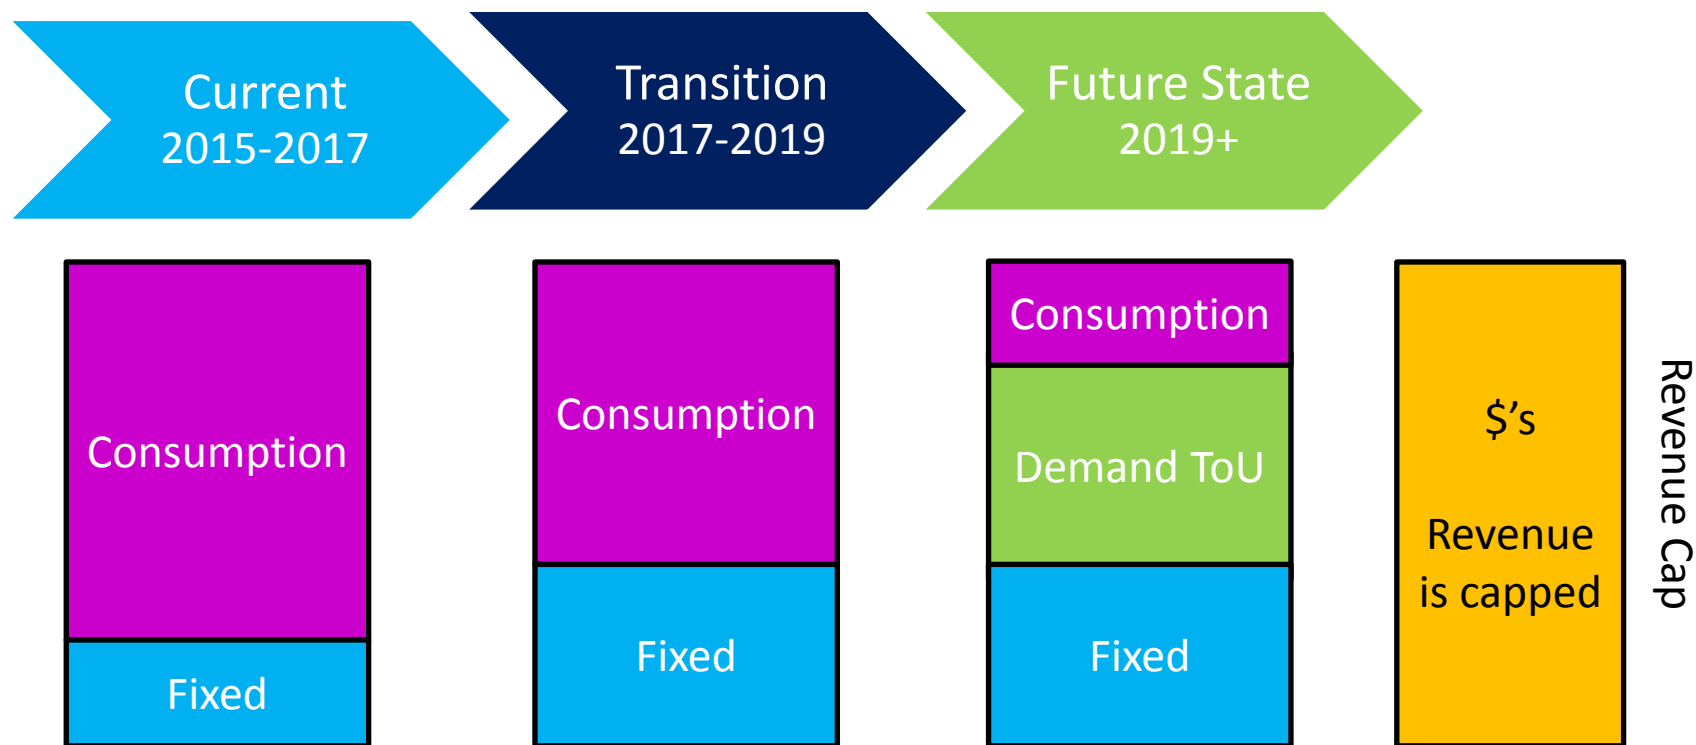 Current
2015-2017
Transition
2017-2019
Future State
2019+
Consumption
Fixed
Consumption
Fixed
Consumption
Demand ToU
Fixed
$’s
Revenue
is capped
Revenue Cap